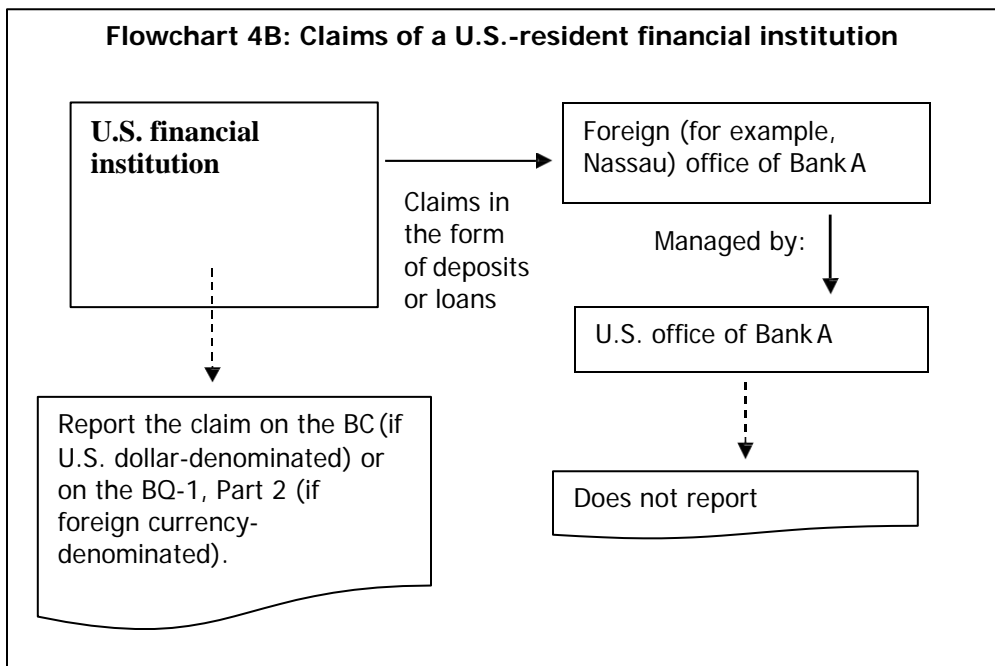 Flowchart 4B: Claims of a U.S.-resident financial institution
U.S. financial
institution
Claims in
the form
of deposits
or loans
Foreign (for example,
Nassau) office of Bank A
Managed by:
U.S. office of Bank A
Report the claim on the BC (if
U.S. dollar-denominated) or
on the BQ-1, Part 2 (if
foreign currency-
denominated).
Does not report